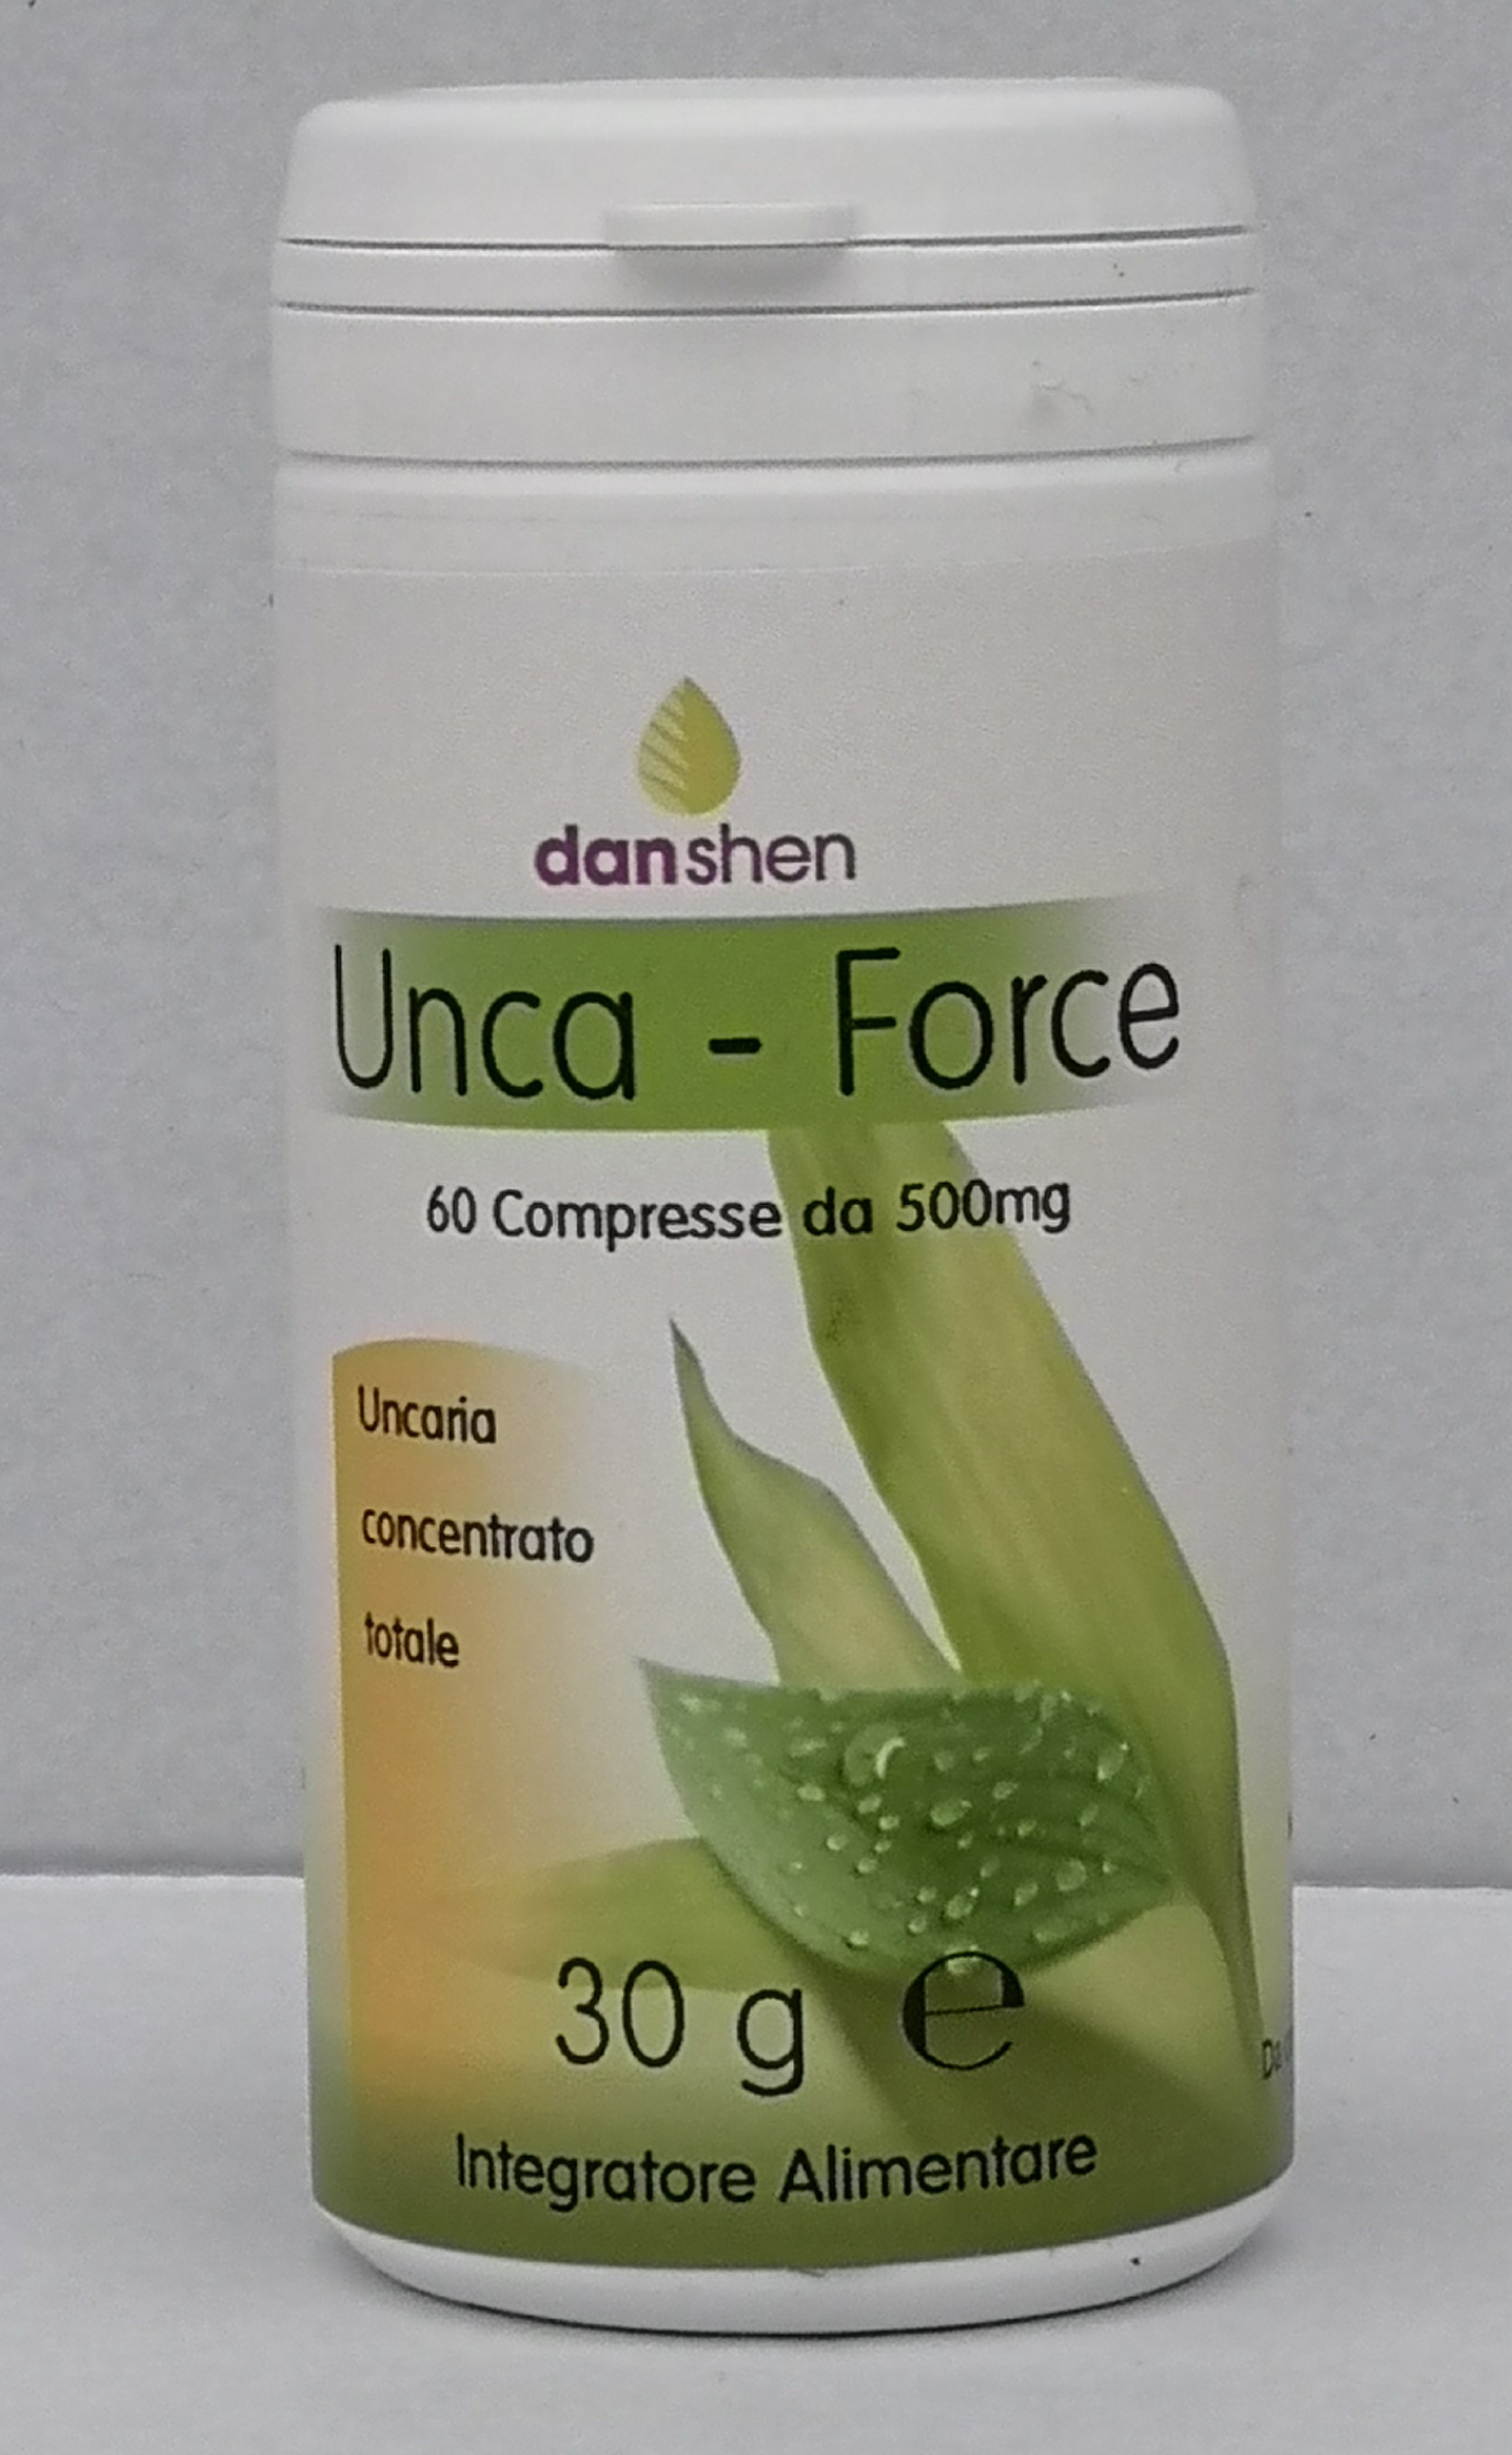 danshen
Unca - Force
60 Compresse da 500mg
Uncaria
concentrato
totale
30 g e
Integratore Alimentare